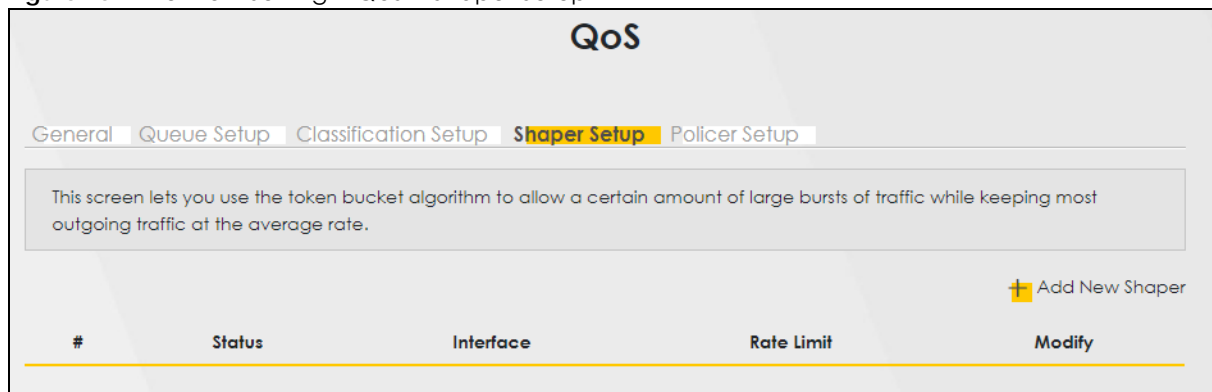 QoS
General Queue Setup Classification Setup Shaper Setup Policer Setup
This screen lets you use the token bucket algorithm to allow a certain amount of large bursts of traffic while keeping most
outgoing traffic at the average rate.
+ Add New Shaper
# Status Interface Rate Limit Modify